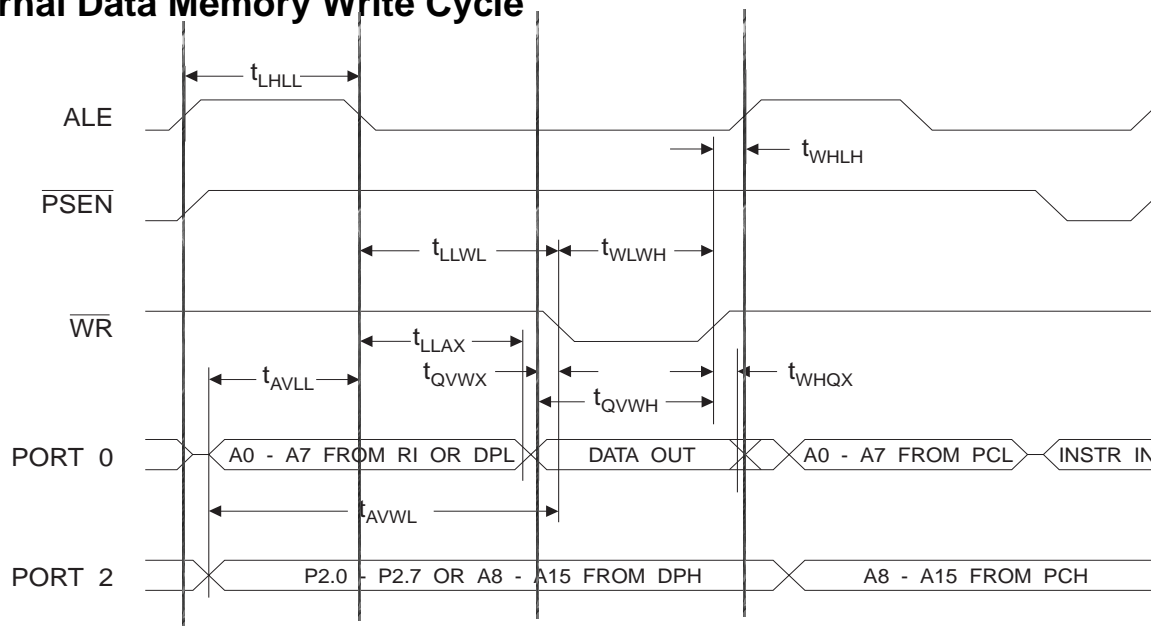 rnal Data Memory Write Cycle
tLHLL
ALE
tWHLH
PSEN
tLLWL
tWLWH
WR
tLLAX
tAVLL
tQVWX
tWHQX
tQVWH
PORT 0
A0 - A7 FROM RI OR DPL
DATA OUT
A0 - A7 FROM PCL
INSTR IN
tAVWL
PORT 2
P2.0 - P2.7 OR A8 - A15 FROM DPH
A8 - A15 FROM PCH